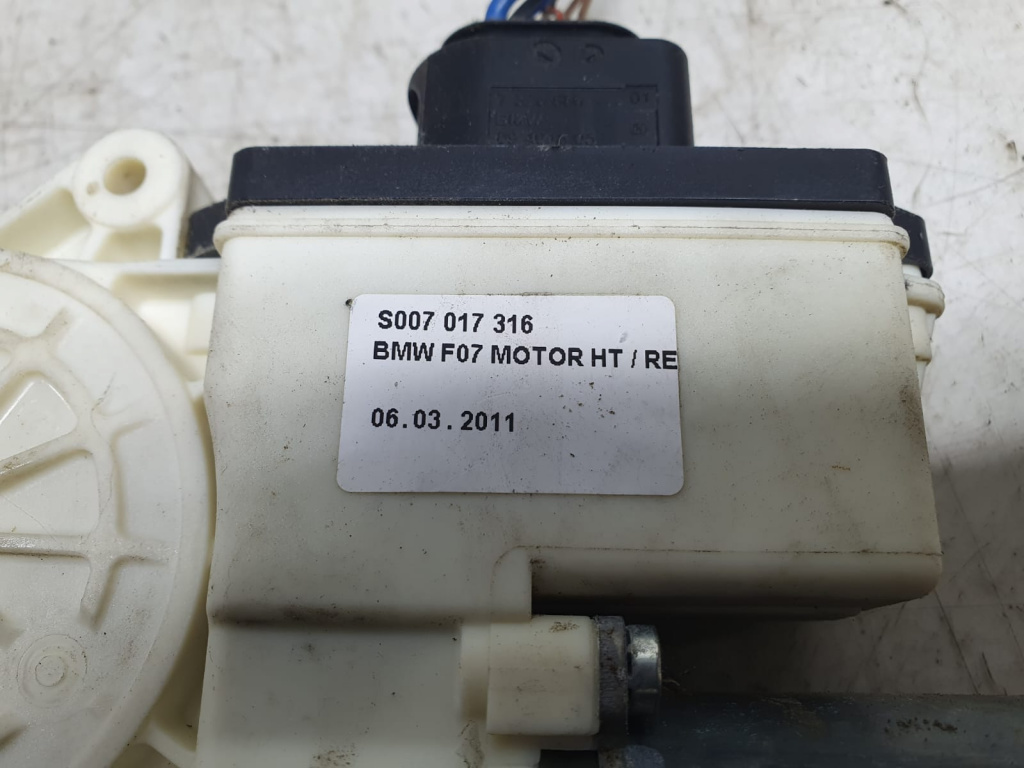 S007 017 316
BMW F07 MOTOR HT / RE
06.03.2011